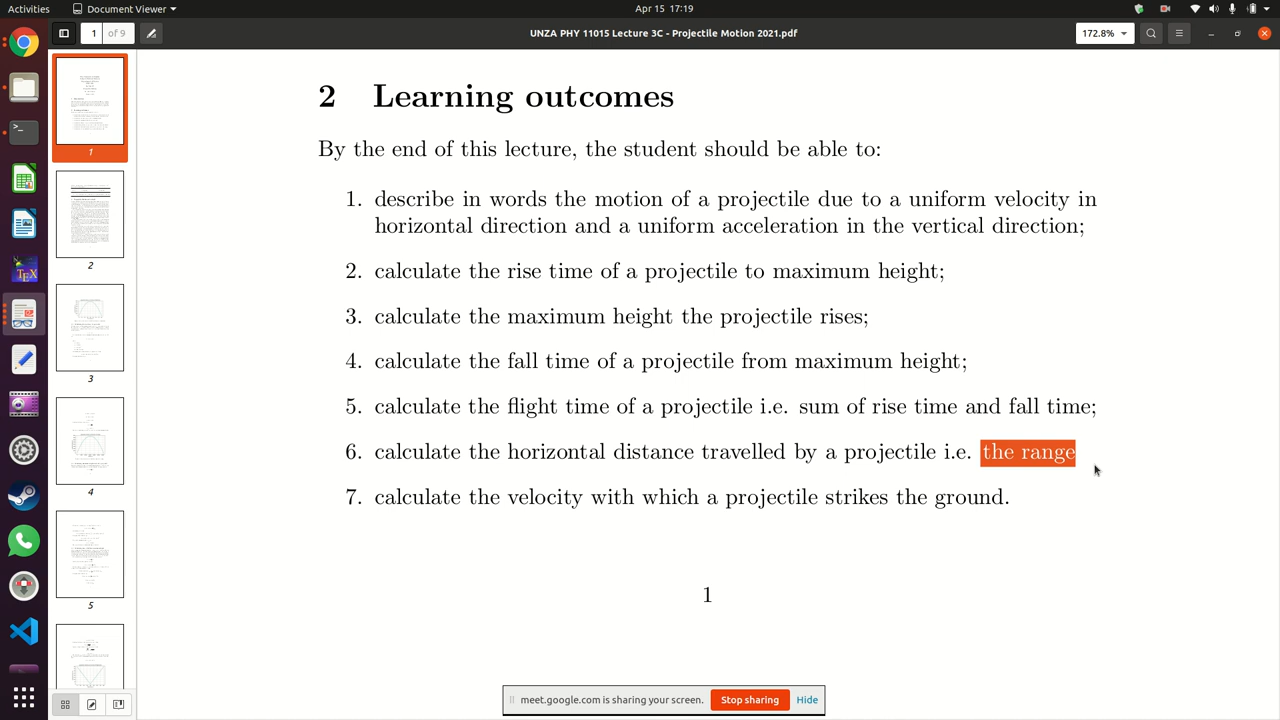 Activities
Document Viewer
Apr 15 17:19
1 of 9
UNZA PHY 11015 Lecture 3C - Projectile Motion 2021.pdf
172.8%
2 Learning outcomes
By the end of this lecture, the student should be able to:
1. describe in words the motion of a projectile due to a uniform velocity in
horizontal direction and a uniform acceleration in the vertical direction;
2. calculate the rise time of a projectile to maximum height;
3. calculate the maximum height the projectile rises;
4. calculate the fall time of a projectile from maximum height;
5. calculate the flight time of a projectile i.e. sum of rise time and fall time;
6. calculate the horizontal distance travelled by a projectile i.e. the range
7. calculate the velocity with which a projectile strikes the ground.
1
1
2
3
4
5
TEX
meet.google.com is sharing your screen.
Stop sharing
Hide